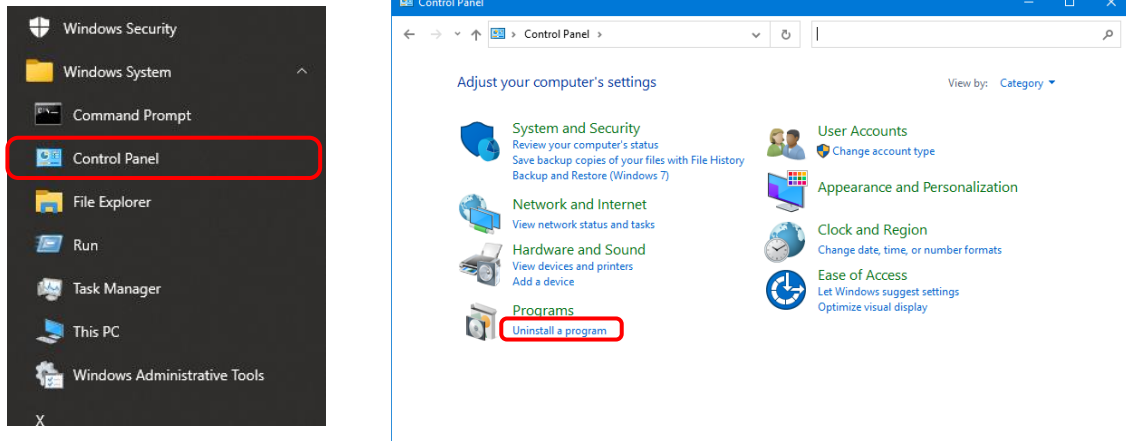 Windows Security
Windows System
Command Prompt
Control Panel
File Explorer
Run
Task Manager
This PC
Windows Administrative Tools
X
Control Panel
Control Panel
Adjust your computer's settings
View by: Category
System and Security
Review your computer's status
Save backup copies of your files with File History
Backup and Restore (Windows 7)
Network and Internet
View network status and tasks
Hardware and Sound
View devices and printers
Add a device
Programs
Uninstall a program
User Accounts
Change account type
Appearance and Personalization
Clock and Region
Change date, time, or number formats
Ease of Access
Let Windows suggest settings
Optimize visual display